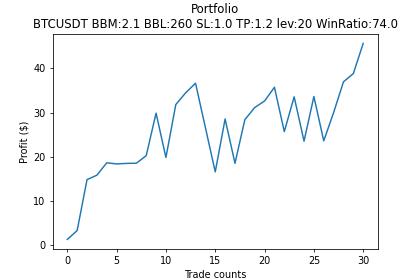 Portfolio
BTCUSDT BBM:2.1 BBL:260 SL:1.0 TP:1.2 lev:20 WinRatio:74.0
40
30
20
10
0
Profit ($)
0 5 10 15 20 25 30
Trade counts